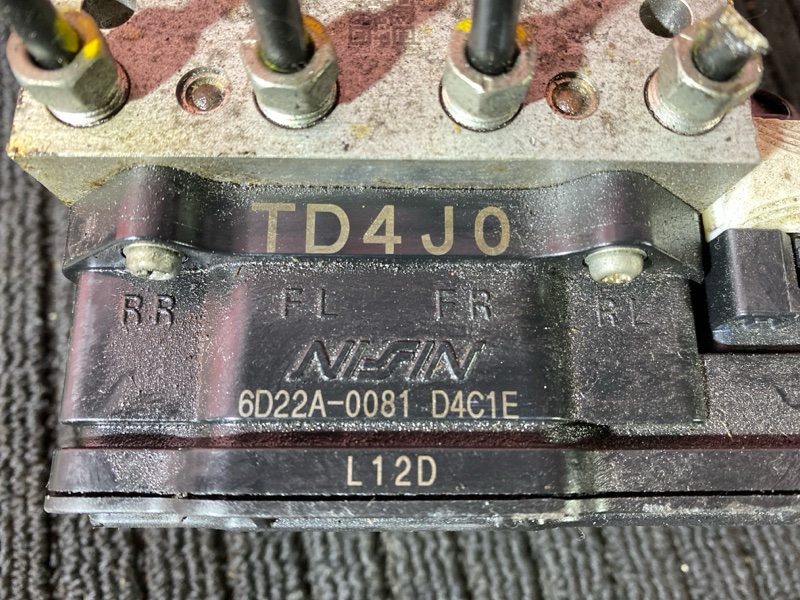 TD4J0
RR FL FR RL
NISSIN
6D22A-0081 D4C1E
L12D